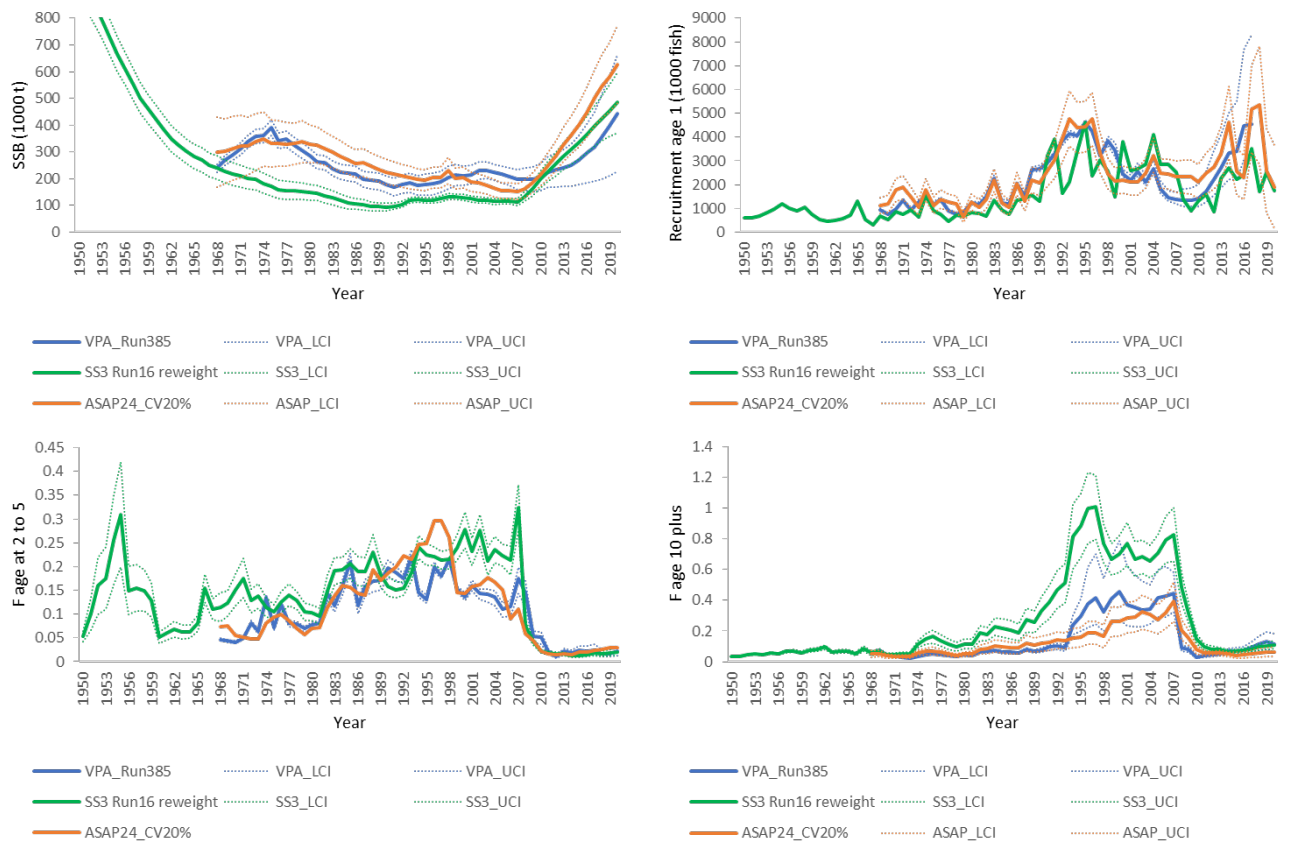 800
700
600
500
400
300
200
100
0
SSB (1000 t)
1950 1953 1956 1959 1962 1965 1968 1971 1974 1977 1980 1983 1986 1989 1992 1995 1998 2001 2004 2007 2010 2013 2016 2019
Year
VPA_Run385 VPA_LCI VPA_UCI
SS3 Run16 reweight SS3_LCI SS3_UCI
ASAP24_CV20% ASAP_LCI ASAP_UCI
9000
8000
7000
6000
5000
4000
3000
2000
1000
0
Recruitment age 1 (1000 fish)
1950 1953 1956 1959 1962 1965 1968 1971 1974 1977 1980 1983 1986 1989 1992 1995 1998 2001 2004 2007 2010 2013 2016 2019
Year
VPA_Run385 VPA_LCI VPA_UCI
SS3 Run16 reweight SS3_LCI SS3_UCI
ASAP24_CV20% ASAP_LCI ASAP_UCI
0.45
0.4
0.35
0.3
0.25
0.2
0.15
0.1
0.05
0
F age at 2 to 5
1950 1953 1956 1959 1962 1965 1968 1971 1974 1977 1980 1983 1986 1989 1992 1995 1998 2001 2004 2007 2010 2013 2016 2019
Year
VPA_Run385 VPA_LCI VPA_UCI
SS3 Run16 reweight SS3_LCI SS3_UCI
ASAP24_CV20%
1.4
1.2
1
0.8
0.6
0.4
0.2
0
F age 10 plus
1950 1953 1956 1959 1962 1965 1968 1971 1974 1977 1980 1983 1986 1989 1992 1995 1998 2001 2004 2007 2010 2013 2016 2019
Year
VPA_Run385 VPA_LCI VPA_UCI
SS3 Run16 reweight SS3_LCI SS3_UCI
ASAP24_CV20% ASAP_LCI ASAP_UCI